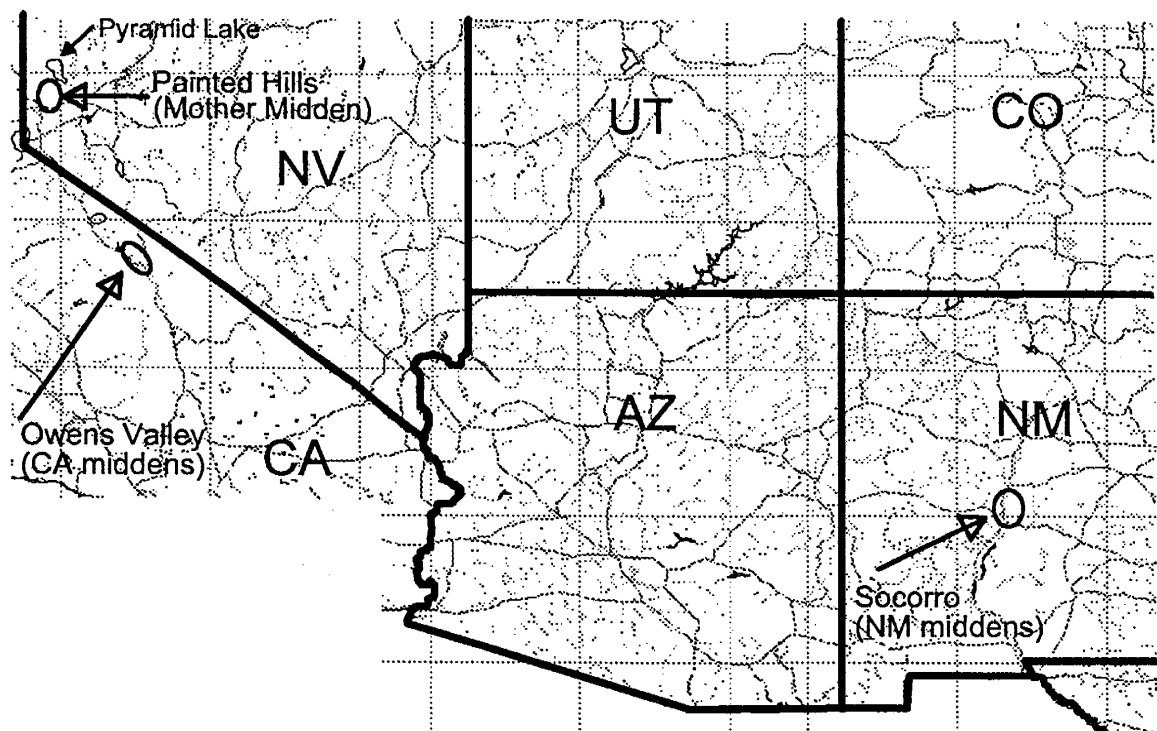 Pyramid Lake
Painted Hills
(Mother Midden)
UT
CO
NV
Owens Valley
(CA middens)
CA
AZ
NM
Socorro
(NM middens)